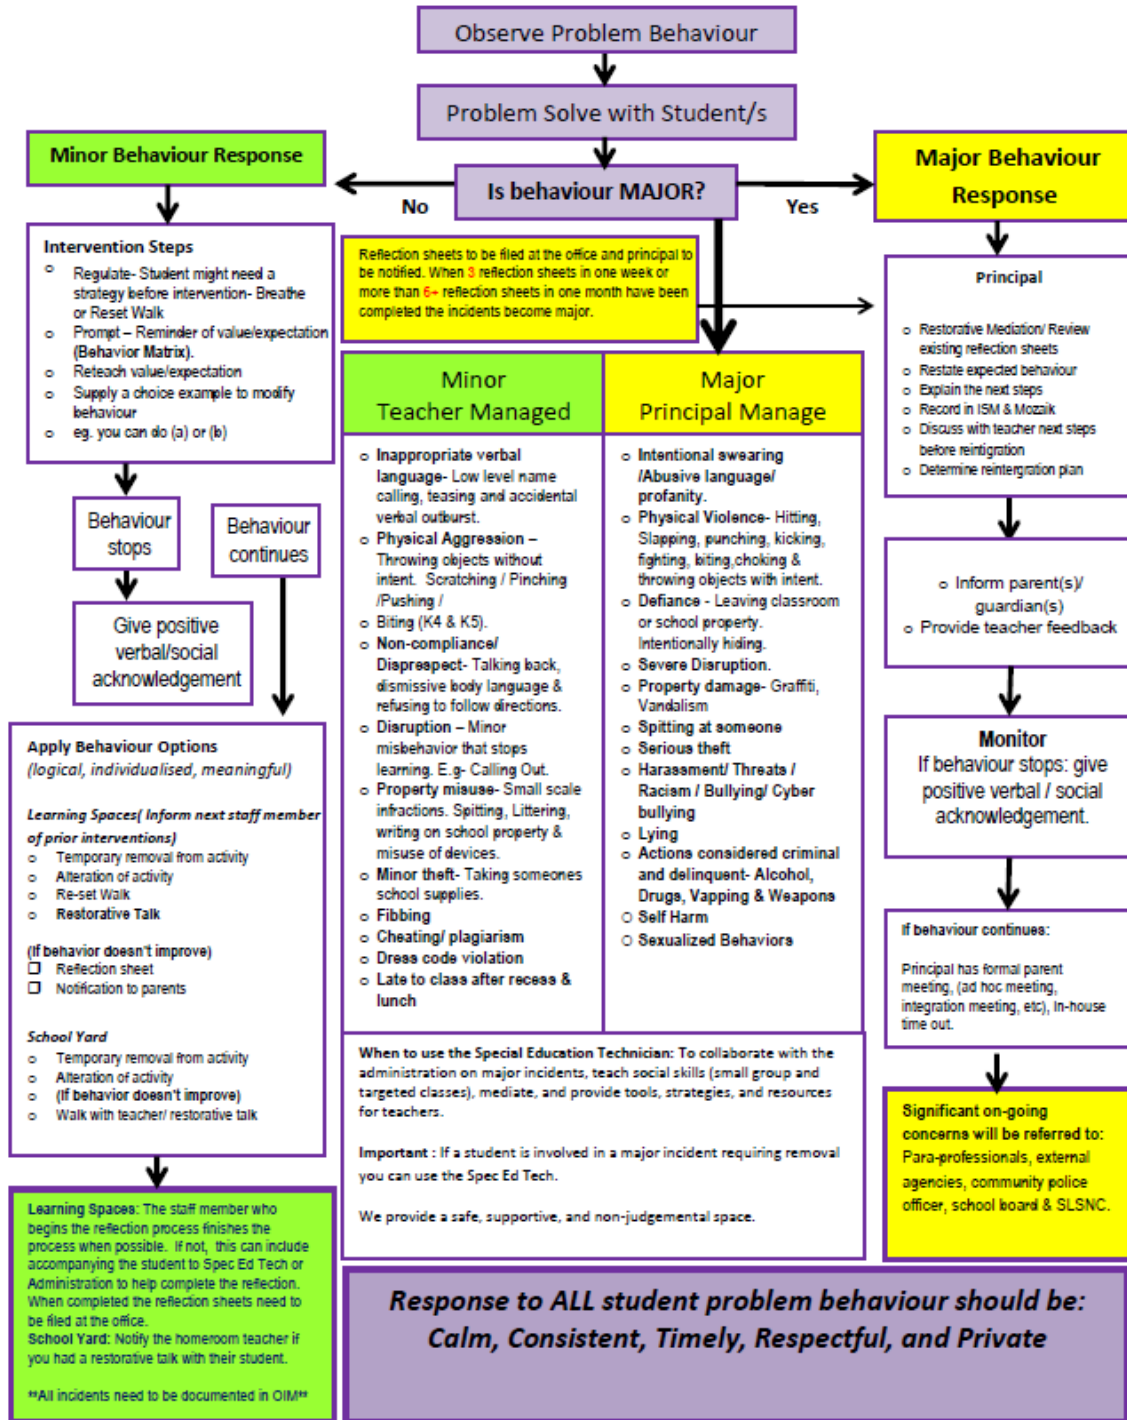 Observe Problem Behaviour
Problem Solve with Student/s
Is behaviour MAJOR?
No
Yes
Minor Behaviour Response
Intervention Steps
o Regulate- Student might need a
strategy before intervention- Breathe
or Reset Walk
o Prompt – Reminder of value/expectation
(Behavior Matrix).
o Reteach value/expectation
o Supply a choice example to modify
behaviour
o eg. you can do (a) or (b)
Behaviour
stops
Behaviour
continues
Give positive
verbal/social
acknowledgement
Apply Behaviour Options
(logical, individualised, meaningful)
Learning Spaces( Inform next staff member
of prior interventions)
o Temporary removal from activity
o Alteration of activity
o Re-set Walk
o Restorative Talk
(If behavior doesn't improve)
❐ Reflection sheet
❐ Notification to parents
School Yard
o Temporary removal from activity
o Alteration of activity
o (If behavior doesn't improve)
o Walk with teacher/ restorative talk
Learning Spaces: The staff member who
begins the reflection process finishes the
process when possible. If not, this can include
accompanying the student to Spec Ed Tech or
Administration to help complete the reflection.
When completed the reflection sheets need to
be filed at the office.
School Yard: Notify the homeroom teacher if
you had a restorative talk with their student.
**All incidents need to be documented in OIM**
Reflection sheets to be filed at the office and principal to
be notified. When 3 reflection sheets in one week or
more than 6+ reflection sheets in one month have been
completed the incidents become major.
Minor
Teacher Managed
o Inappropriate verbal
language- Low level name
calling, teasing and accidental
verbal outburst.
o Physical Aggression –
Throwing objects without
intent. Scratching / Pinching
/Pushing /
o Biting (K4 & K5).
o Non-compliance/
Disprespect- Talking back,
dismissive body language &
refusing to follow directions.
o Disruption – Minor
misbehavior that stops
learning. E.g- Calling Out.
o Property misuse- Small scale
infractions. Spitting, Littering,
writing on school property &
misuse of devices.
o Minor theft- Taking someones
school supplies.
o Fibbing
o Cheating/ plagiarism
o Dress code violation
o Late to class after recess &
lunch
Major
Principal Manage
o Intentional swearing
/Abusive language/
profanity.
o Physical Violence- Hitting,
Slapping, punching, kicking,
fighting, biting,choking &
throwing objects with intent.
o Defiance - Leaving classroom
or school property.
Intentionally hiding.
o Severe Disruption.
o Property damage- Graffiti,
Vandalism
o Spitting at someone
o Serious theft
o Harassment/ Threats /
Racism / Bullying/ Cyber
bullying
o Lying
o Actions considered criminal
and delinquent- Alcohol,
Drugs, Vapping & Weapons
O Self Harm
O Sexualized Behaviors
When to use the Special Education Technician: To collaborate with the
administration on major incidents, teach social skills (small group and
targeted classes), mediate, and provide tools, strategies, and resources
for teachers.
Important : If a student is involved in a major incident requiring removal
you can use the Spec Ed Tech.
We provide a safe, supportive, and non-judgemental space.
Major Behaviour
Response
Principal
o Restorative Mediation/ Review
existing reflection sheets
o Restate expected behaviour
o Explain the next steps
o Record in ISM & Mozaik
o Discuss with teacher next steps
before reintigration
o Determine reintergration plan
o Inform parent(s)/
guardian(s)
o Provide teacher feedback
Monitor
If behaviour stops: give
positive verbal / social
acknowledgement.
If behaviour continues:
Principal has formal parent
meeting, (ad hoc meeting,
integration meeting, etc), In-house
time out.
Significant on-going
concerns will be referred to:
Para-professionals, external
agencies, community police
officer, school board & SLSNC.
Response to ALL student problem behaviour should be:
Calm, Consistent, Timely, Respectful, and Private